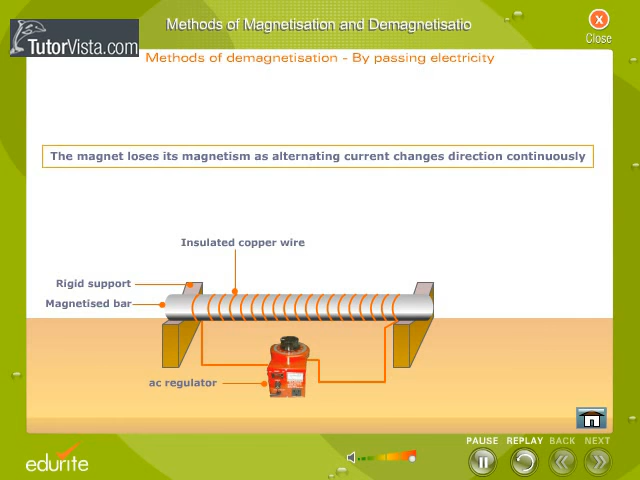 Methods of Magnetisation and Demagnetisatio
X
Close
TutorVista.com
Methods of demagnetisation - By passing electricity
The magnet loses its magnetism as alternating current changes direction continuously
Insulated copper wire
Rigid support
Magnetised bar
ac regulator
PAUSE REPLAY BACK NEXT
edurite